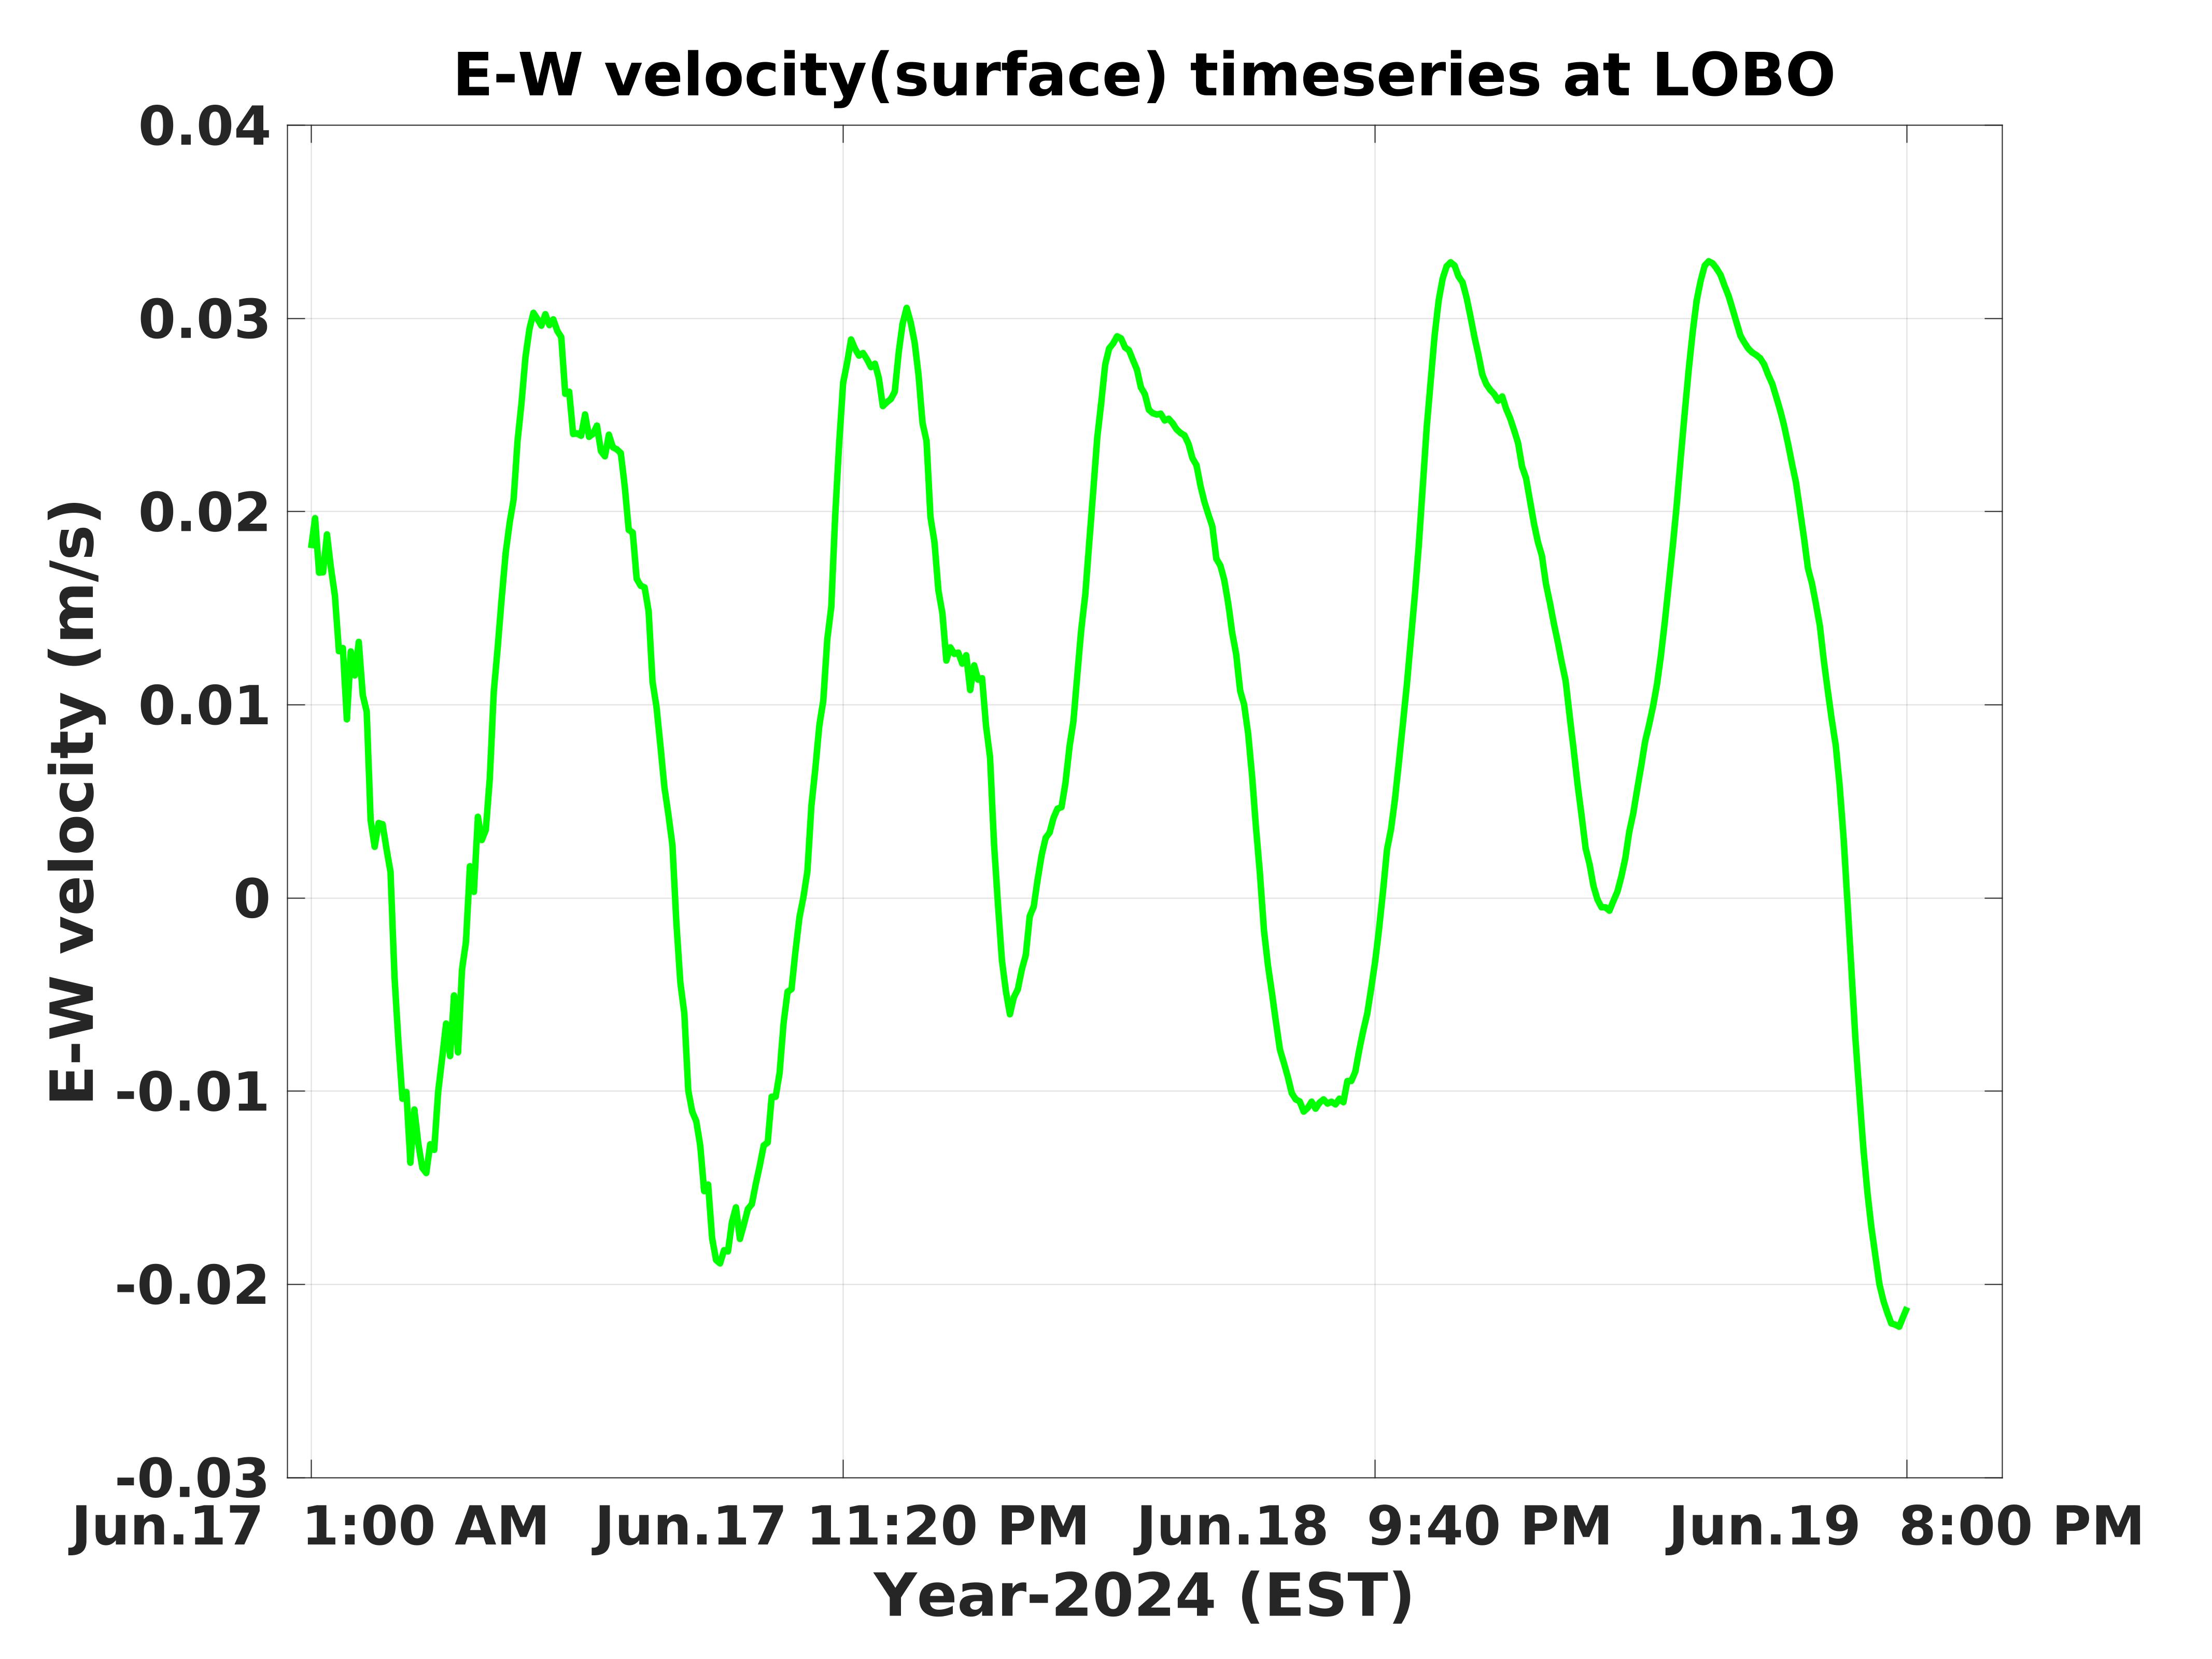 E-W velocity(surface) timeseries at LOBO
E-W velocity (m/s)
0.04
0.03
0.02
0.01
0
-0.01
-0.02
-0.03
Jun.17 1:00 AM Jun.17 11:20 PM Jun.18 9:40 PM Jun.19 8:00 PM
Year-2024 (EST)